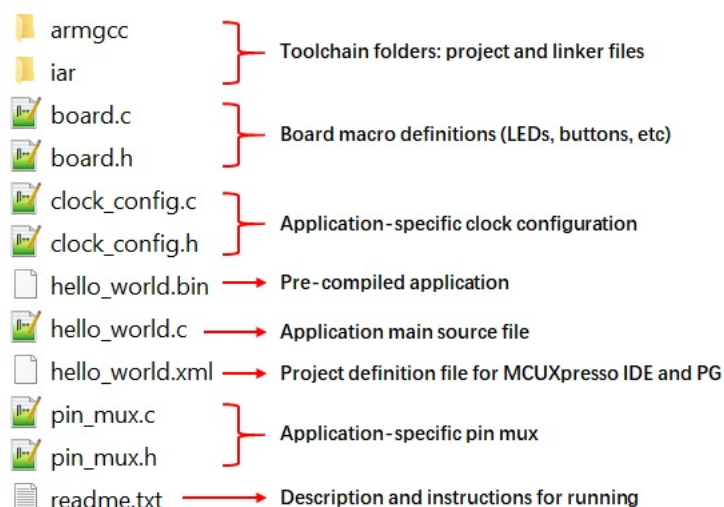 armgcc
iar
Toolchain folders: project and linker files
board.c
board.h
Board macro definitions (LEDs, buttons, etc)
clock_config.c
clock_config.h
Application-specific clock configuration
hello_world.bin
Pre-compiled application
hello_world.c
Application main source file
hello_world.xml
Project definition file for MCUXpresso IDE and PG
pin_mux.c
pin_mux.h
Application-specific pin mux
readme.txt
Description and instructions for running